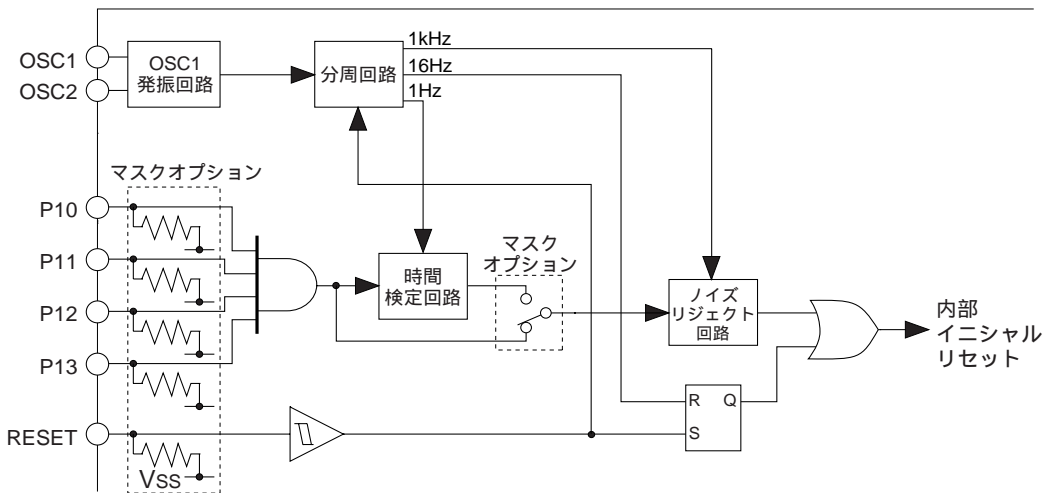 OSC1
OSC2
OSC1
発振回路
分周回路
1kHz
16Hz
1Hz
マスクオプション
P10
P11
P12
P13
RESET
VSS
時間
検定回路
マスク
オプション
ノイズ
リジェクト
回路
R Q
S
内部
イニシャル
リセット